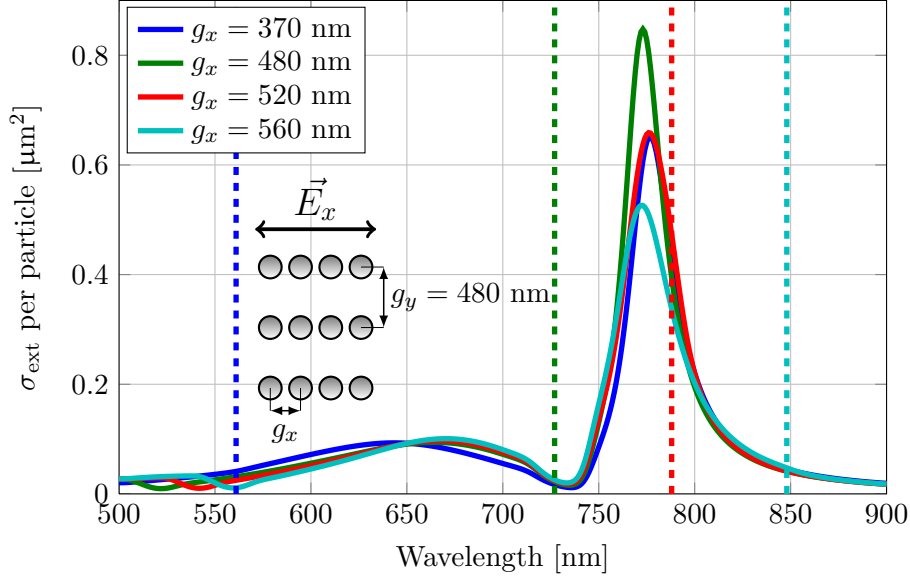 g_x = 370 nm
g_x = 480 nm
g_x = 520 nm
g_x = 560 nm
0.8
0.6
0.4
0.2
0
σ_ext per particle [µm²]
\vec{E}_x
g_y = 480 nm
g_x
500 550 600 650 700 750 800 850 900
Wavelength [nm]